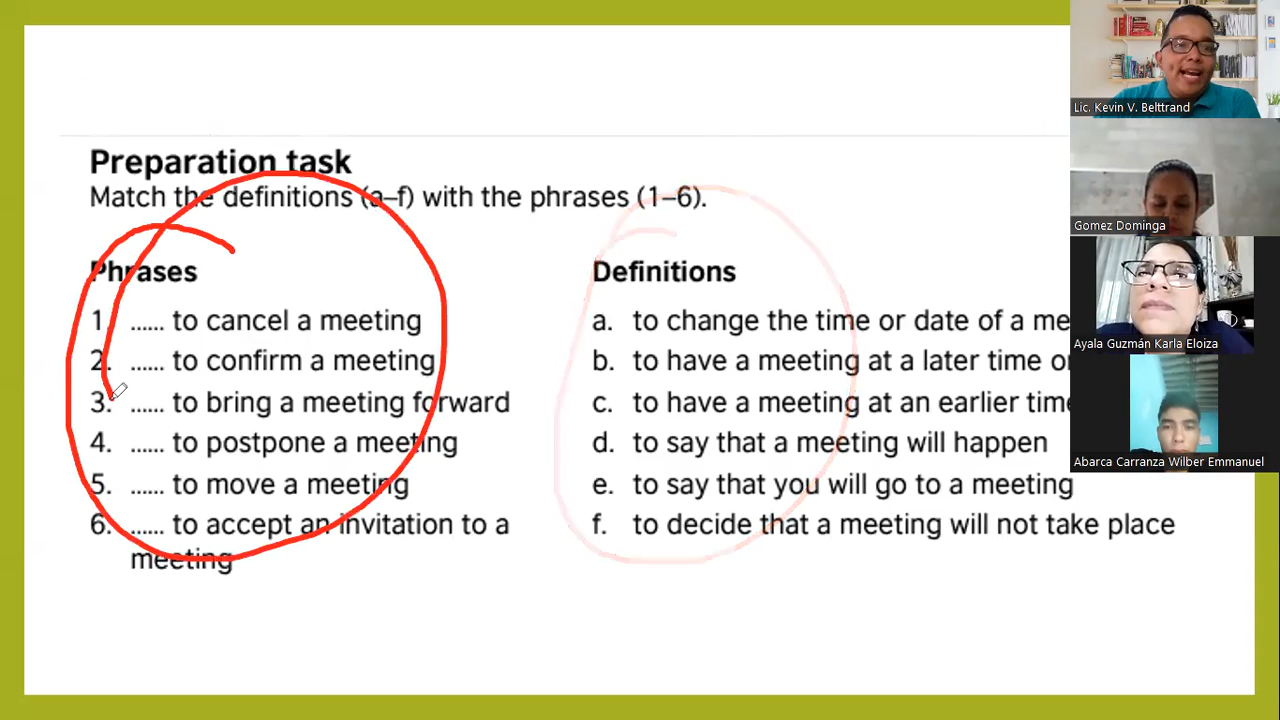 Preparation task
Match the definitions (a–f) with the phrases (1–6).
Phrases
1. ...... to cancel a meeting
2. ...... to confirm a meeting
3. ...... to bring a meeting forward
4. ...... to postpone a meeting
5. ...... to move a meeting
6. ...... to accept an invitation to a
meeting
Definitions
a. to change the time or date of a me
b. to have a meeting at a later time or
c. to have a meeting at an earlier time
d. to say that a meeting will happen
e. to say that you will go to a meeting
f. to decide that a meeting will not take place
Lic. Kevin V. Belttrand
Gomez Dominga
Ayala Guzmán Karla Eloiza
Abarca Carranza Wilber Emmanuel